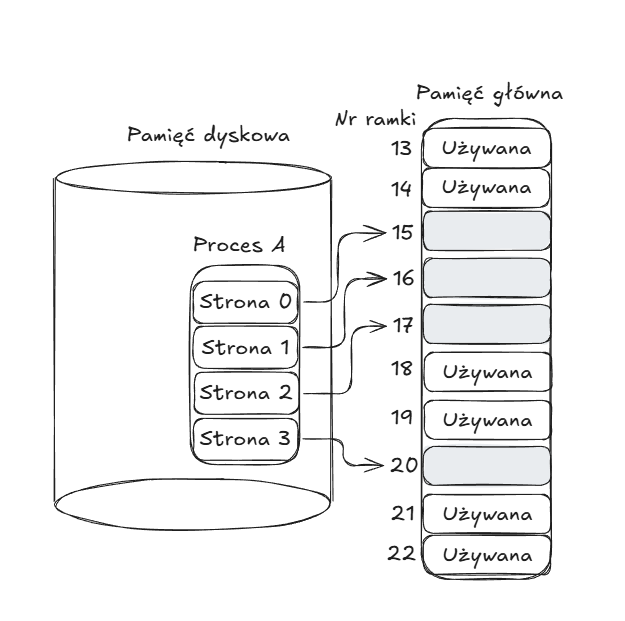 Pamięć główna
Nr ramki
Pamięć dyskowa
Proces A
Strona 0
Strona 1
Strona 2
Strona 3
13 Używana
14 Używana
15
16
17
18 Używana
19 Używana
20
21 Używana
22 Używana